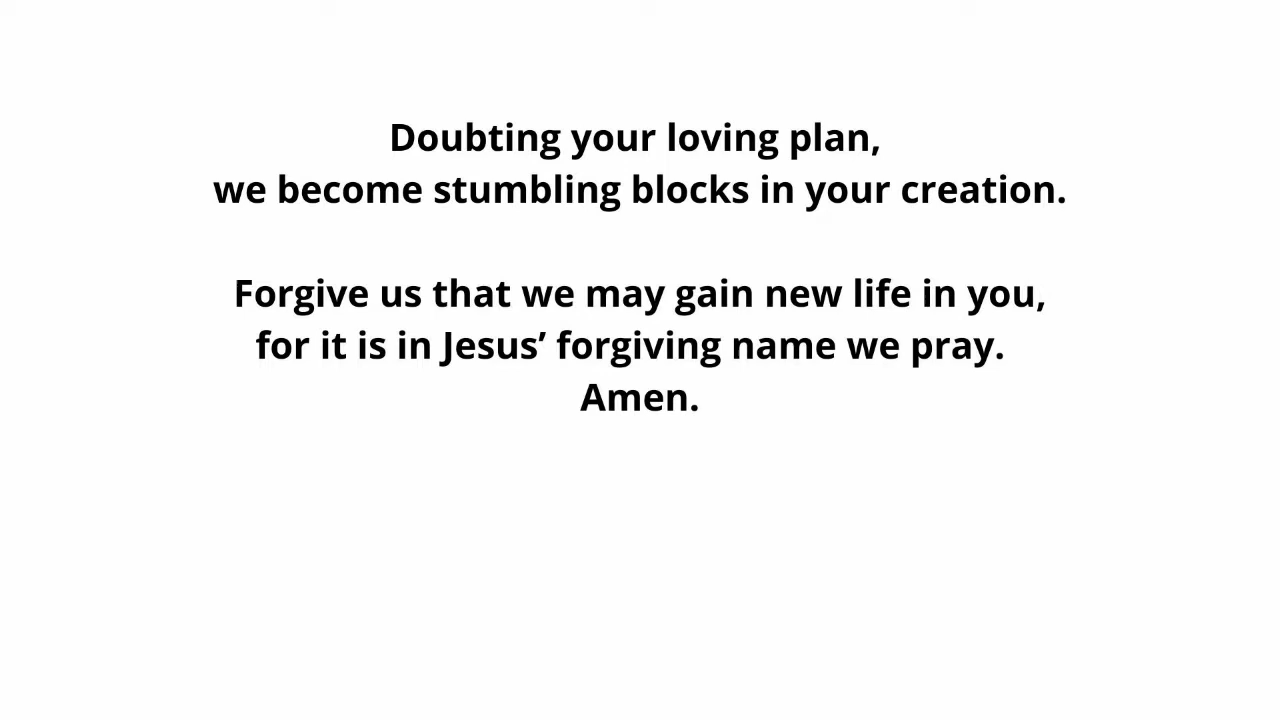 Doubting your loving plan,
we become stumbling blocks in your creation.
Forgive us that we may gain new life in you,
for it is in Jesus’ forgiving name we pray.
Amen.